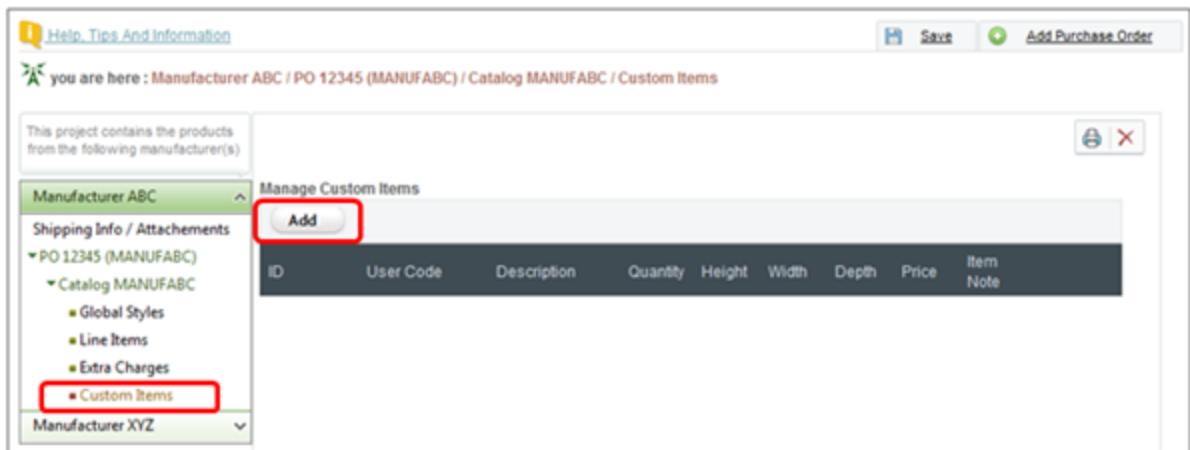 Help, Tips And Information
Save
Add Purchase Order
you are here : Manufacturer ABC / PO 12345 (MANUFABC) / Catalog MANUFABC / Custom Items
This project contains the products
from the following manufacturer(s)
Manufacturer ABC
Shipping Info / Attachements
PO 12345 (MANUFABC)
Catalog MANUFABC
Global Styles
Line Items
Extra Charges
Custom Items
Manufacturer XYZ
Manage Custom Items
Add
ID User Code Description Quantity Height Width Depth Price Item Note